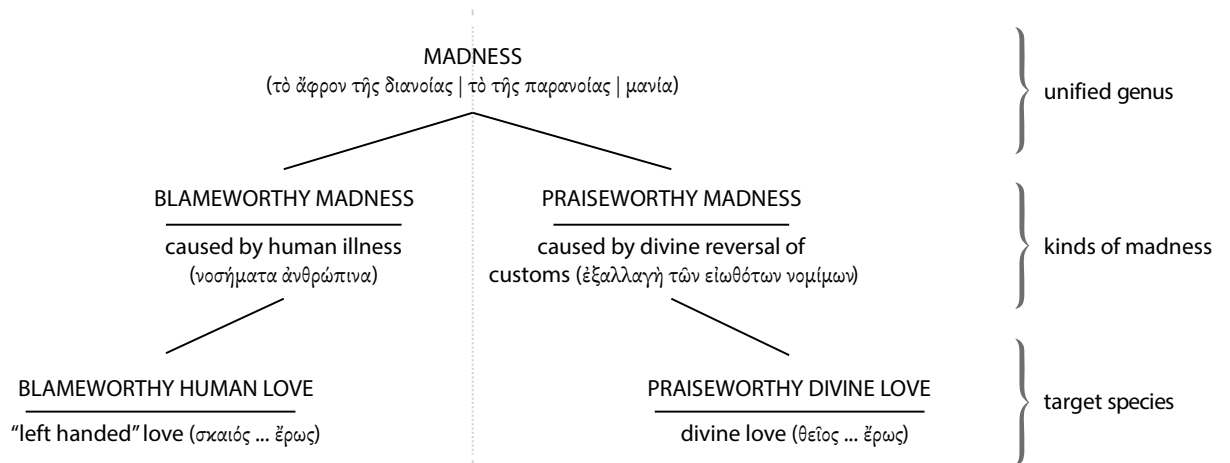 MADNESS
(τὸ ἄφρον τῆς διανοίας | τὸ τῆς παρανοίας | μανία)
unified genus
BLAMEWORTHY MADNESS
caused by human illness
(νοσήματα ἀνθρώπινα)
PRAISEWORTHY MADNESS
caused by divine reversal of
customs (ἐξαλλαγὴ τῶν εἰωθότων νομίμων)
kinds of madness
BLAMEWORTHY HUMAN LOVE
"left handed" love (σκαιός ... ἔρως)
PRAISEWORTHY DIVINE LOVE
divine love (θεῖος ... ἔρως)
target species